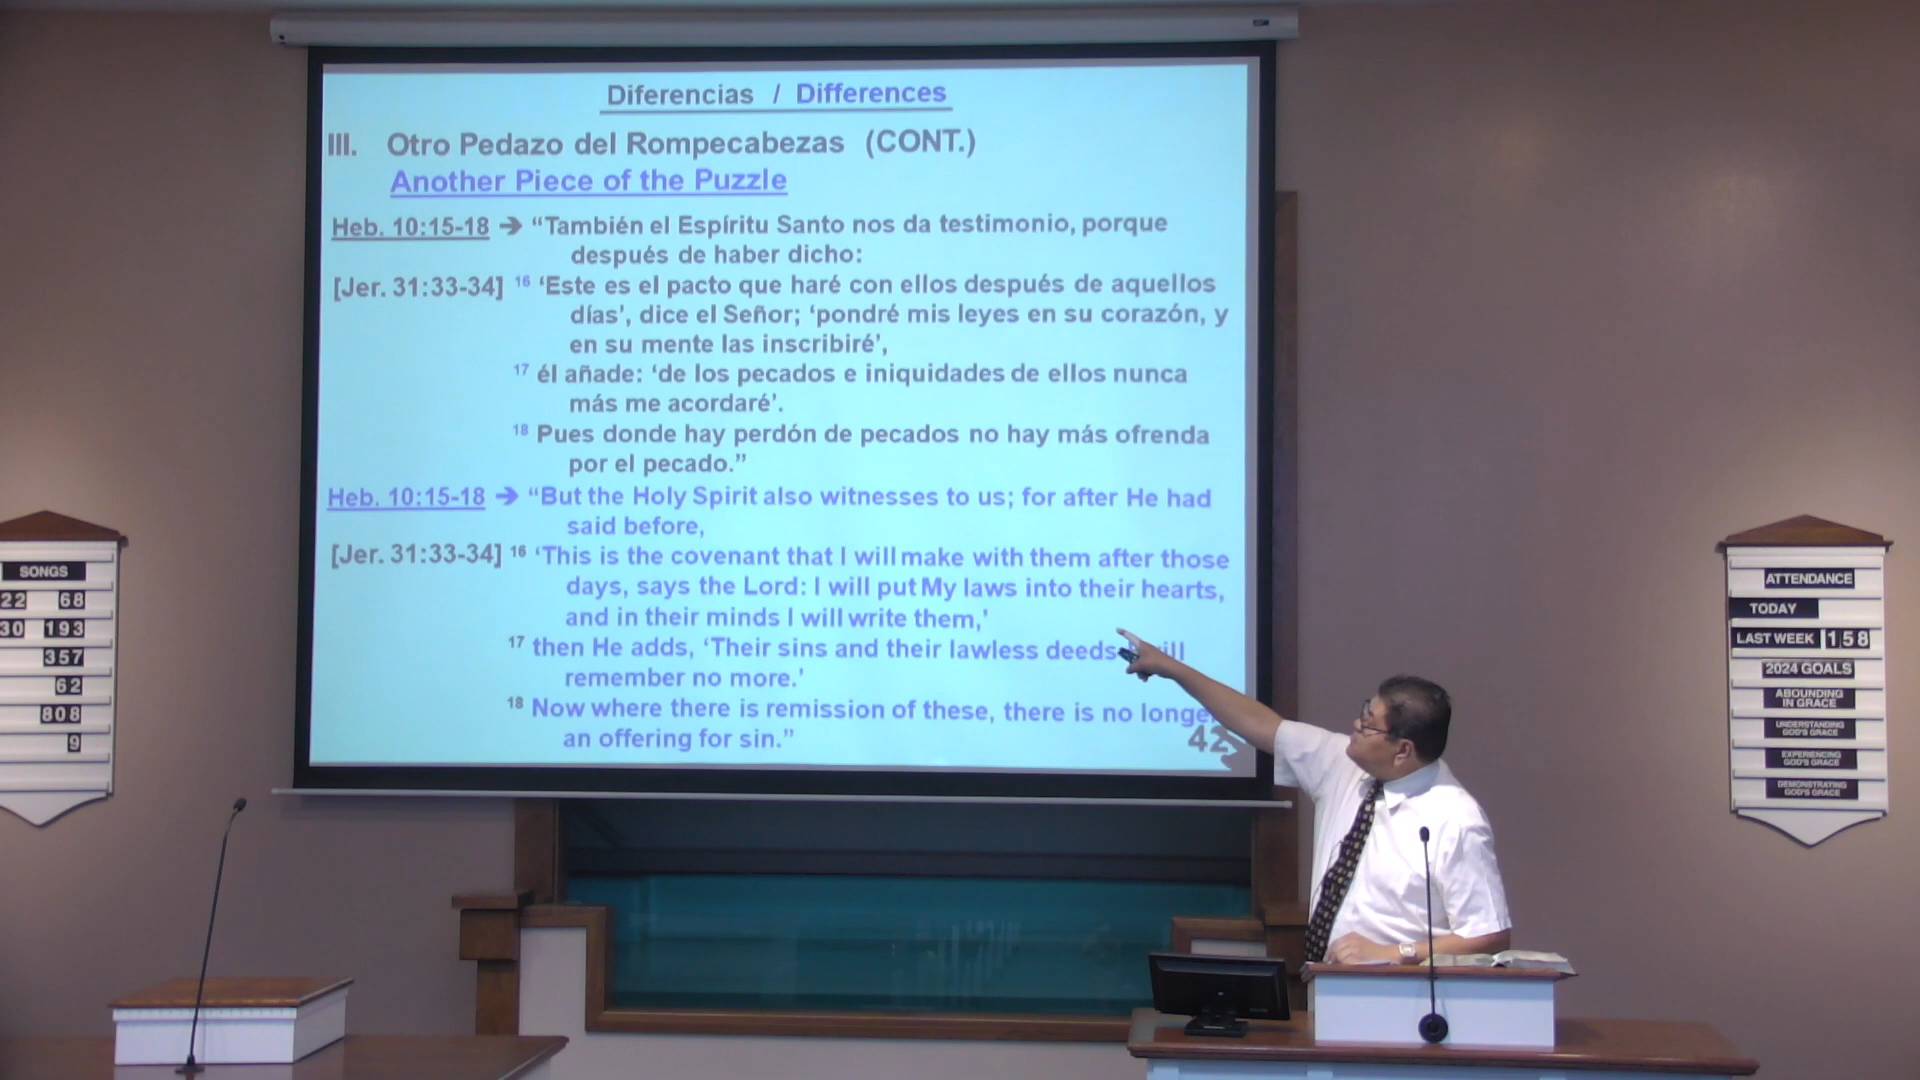 Diferencias / Differences
III. Otro Pedazo del Rompecabezas (CONT.)
Another Piece of the Puzzle
Heb. 10:15-18 ➔ “También el Espíritu Santo nos da testimonio, porque
después de haber dicho:
[Jer. 31:33-34] 16 ‘Este es el pacto que haré con ellos después de aquellos
días’, dice el Señor; ‘pondré mis leyes en su corazón, y
en su mente las inscribiré’,
17 él añade: ‘de los pecados e iniquidades de ellos nunca
más me acordaré’.
18 Pues donde hay perdón de pecados no hay más ofrenda
por el pecado.”
Heb. 10:15-18 ➔ “But the Holy Spirit also witnesses to us; for after He had
said before,
[Jer. 31:33-34] 16 ‘This is the covenant that I will make with them after those
days, says the Lord: I will put My laws into their hearts,
and in their minds I will write them,’
17 then He adds, ‘Their sins and their lawless deeds will
remember no more.’
18 Now where there is remission of these, there is no longer
an offering for sin.”
42
SONGS
22 68
30 193
357
62
808
9
ATTENDANCE
TODAY
LAST WEEK 158
2024 GOALS
ABOUNDING
IN GRACE
UNDERSTANDING
GOD'S GRACE
EXPERIENCING
GOD'S GRACE
DEMONSTRATING
GOD'S GRACE